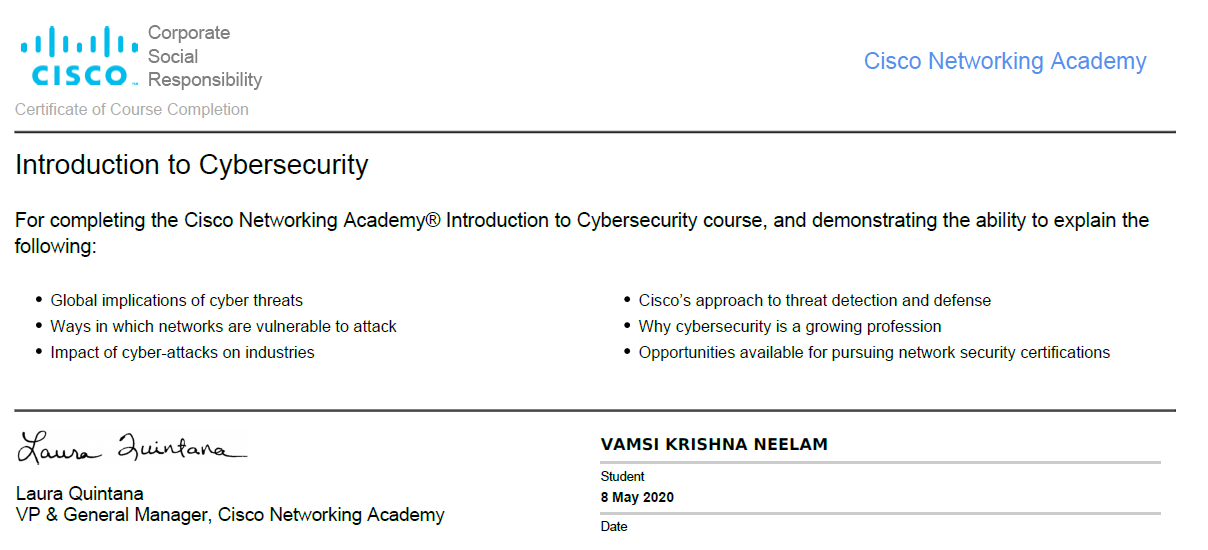 Corporate
Social
Responsibility
CISCO™
Cisco Networking Academy
Certificate of Course Completion
Introduction to Cybersecurity
For completing the Cisco Networking Academy® Introduction to Cybersecurity course, and demonstrating the ability to explain the
following:
• Global implications of cyber threats
• Ways in which networks are vulnerable to attack
• Impact of cyber-attacks on industries
• Cisco's approach to threat detection and defense
• Why cybersecurity is a growing profession
• Opportunities available for pursuing network security certifications
Laura Quintana
Laura Quintana
VP & General Manager, Cisco Networking Academy
VAMSI KRISHNA NEELAM
Student
8 May 2020
Date